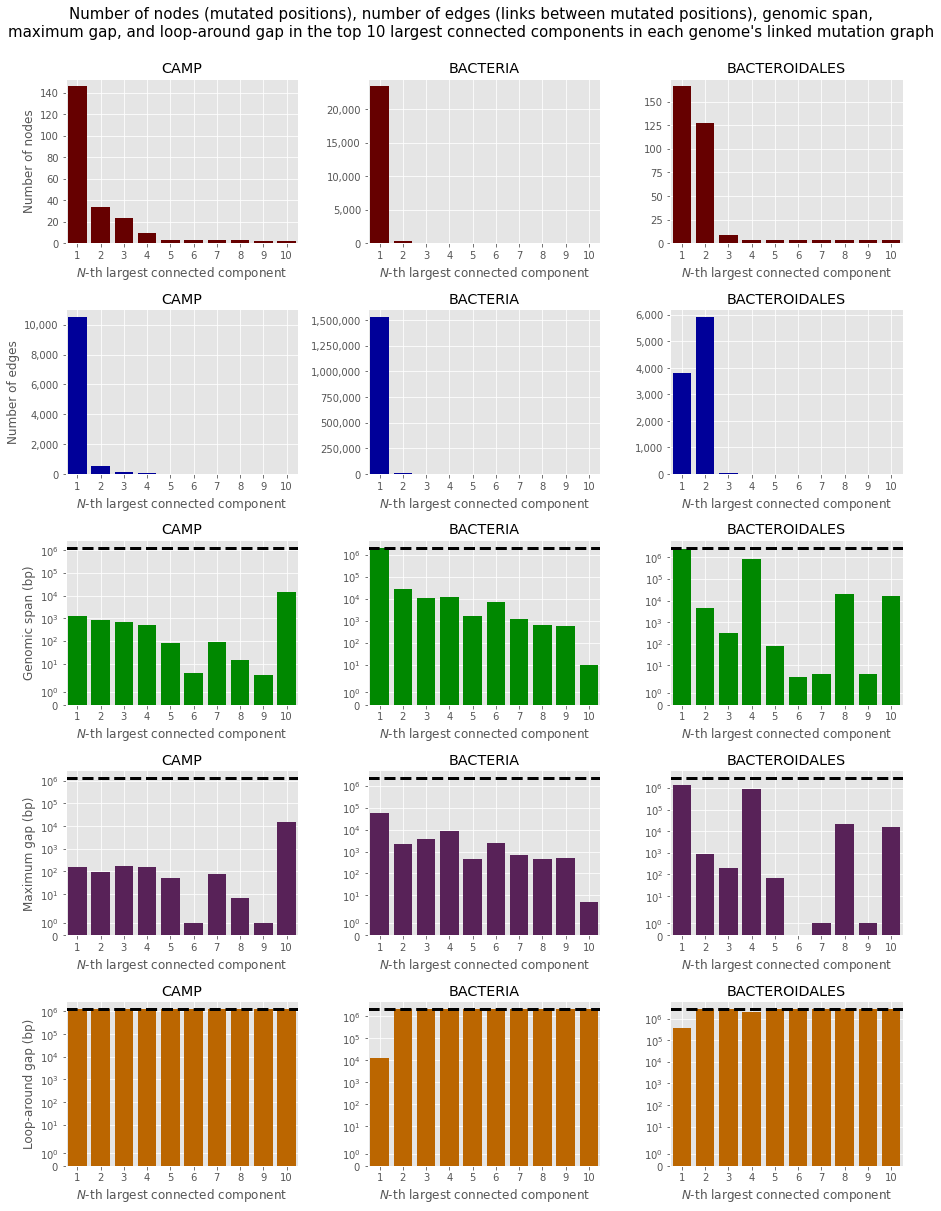 Number of nodes (mutated positions), number of edges (links between mutated positions), genomic span,
maximum gap, and loop-around gap in the top 10 largest connected components in each genome's linked mutation graph
CAMP
Number of nodes
140
120
100
80
60
40
20
0
1 2 3 4 5 6 7 8 9 10
N-th largest connected component
BACTERIA
20,000
15,000
10,000
5,000
0
1 2 3 4 5 6 7 8 9 10
N-th largest connected component
BACTEROIDALES
150
125
100
75
50
25
0
1 2 3 4 5 6 7 8 9 10
N-th largest connected component
CAMP
Number of edges
10,000
8,000
6,000
4,000
2,000
0
1 2 3 4 5 6 7 8 9 10
N-th largest connected component
BACTERIA
1,500,000
1,250,000
1,000,000
750,000
500,000
250,000
0
1 2 3 4 5 6 7 8 9 10
N-th largest connected component
BACTEROIDALES
6,000
5,000
4,000
3,000
2,000
1,000
0
1 2 3 4 5 6 7 8 9 10
N-th largest connected component
CAMP
Genomic span (bp)
10⁶
10⁵
10⁴
10³
10²
10¹
10⁰
0
1 2 3 4 5 6 7 8 9 10
N-th largest connected component
BACTERIA
10⁶
10⁵
10⁴
10³
10²
10¹
10⁰
0
1 2 3 4 5 6 7 8 9 10
N-th largest connected component
BACTEROIDALES
10⁶
10⁵
10⁴
10³
10²
10¹
10⁰
0
1 2 3 4 5 6 7 8 9 10
N-th largest connected component
CAMP
Maximum gap (bp)
10⁶
10⁵
10⁴
10³
10²
10¹
10⁰
0
1 2 3 4 5 6 7 8 9 10
N-th largest connected component
BACTERIA
10⁶
10⁵
10⁴
10³
10²
10¹
10⁰
0
1 2 3 4 5 6 7 8 9 10
N-th largest connected component
BACTEROIDALES
10⁶
10⁵
10⁴
10³
10²
10¹
10⁰
0
1 2 3 4 5 6 7 8 9 10
N-th largest connected component
CAMP
Loop-around gap (bp)
10⁶
10⁵
10⁴
10³
10²
10¹
10⁰
0
1 2 3 4 5 6 7 8 9 10
N-th largest connected component
BACTERIA
10⁶
10⁵
10⁴
10³
10²
10¹
10⁰
0
1 2 3 4 5 6 7 8 9 10
N-th largest connected component
BACTEROIDALES
10⁶
10⁵
10⁴
10³
10²
10¹
10⁰
0
1 2 3 4 5 6 7 8 9 10
N-th largest connected component